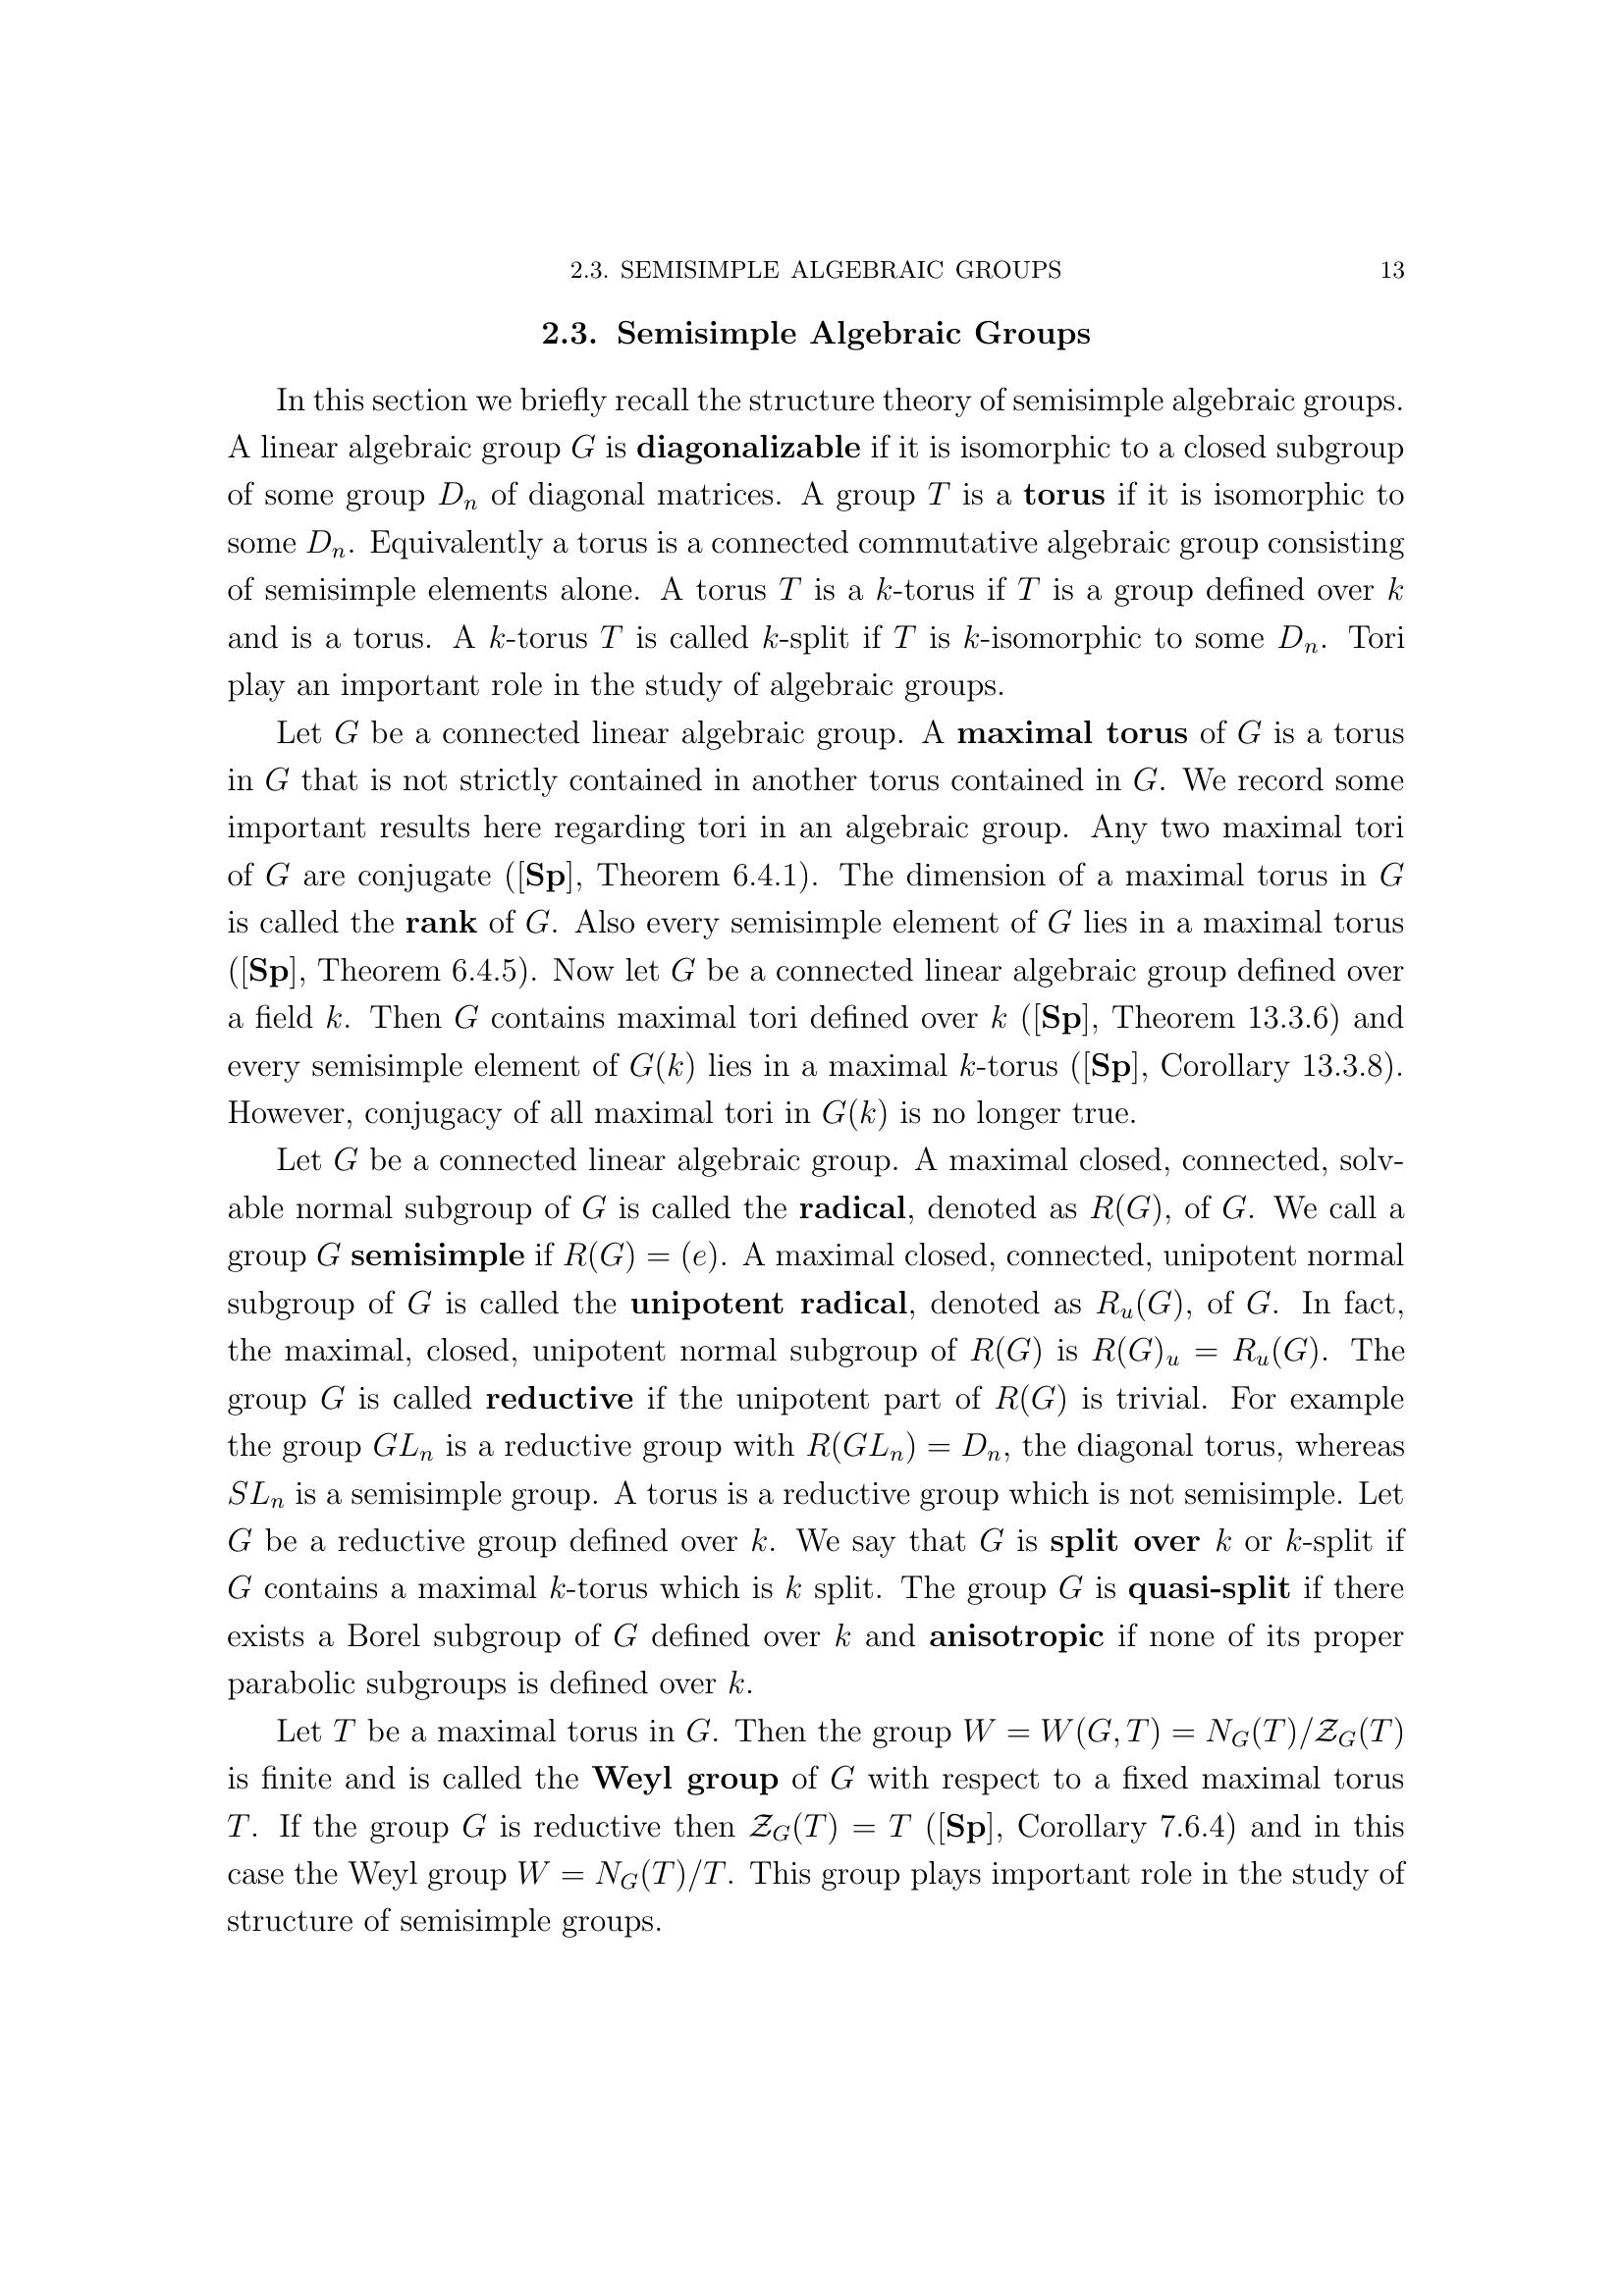 2.3. SEMISIMPLE ALGEBRAIC GROUPS 13
2.3. Semisimple Algebraic Groups
In this section we briefly recall the structure theory of semisimple algebraic groups.
A linear algebraic group G is diagonalizable if it is isomorphic to a closed subgroup
of some group D_n of diagonal matrices. A group T is a torus if it is isomorphic to
some D_n. Equivalently a torus is a connected commutative algebraic group consisting
of semisimple elements alone. A torus T is a k-torus if T is a group defined over k
and is a torus. A k-torus T is called k-split if T is k-isomorphic to some D_n. Tori
play an important role in the study of algebraic groups.
Let G be a connected linear algebraic group. A maximal torus of G is a torus
in G that is not strictly contained in another torus contained in G. We record some
important results here regarding tori in an algebraic group. Any two maximal tori
of G are conjugate ([Sp], Theorem 6.4.1). The dimension of a maximal torus in G
is called the rank of G. Also every semisimple element of G lies in a maximal torus
([Sp], Theorem 6.4.5). Now let G be a connected linear algebraic group defined over
a field k. Then G contains maximal tori defined over k ([Sp], Theorem 13.3.6) and
every semisimple element of G(k) lies in a maximal k-torus ([Sp], Corollary 13.3.8).
However, conjugacy of all maximal tori in G(k) is no longer true.
Let G be a connected linear algebraic group. A maximal closed, connected, solv-
able normal subgroup of G is called the radical, denoted as R(G), of G. We call a
group G semisimple if R(G) = (e). A maximal closed, connected, unipotent normal
subgroup of G is called the unipotent radical, denoted as R_u(G), of G. In fact,
the maximal, closed, unipotent normal subgroup of R(G) is R(G)_u = R_u(G). The
group G is called reductive if the unipotent part of R(G) is trivial. For example
the group GL_n is a reductive group with R(GL_n) = D_n, the diagonal torus, whereas
SL_n is a semisimple group. A torus is a reductive group which is not semisimple. Let
G be a reductive group defined over k. We say that G is split over k or k-split if
G contains a maximal k-torus which is k split. The group G is quasi-split if there
exists a Borel subgroup of G defined over k and anisotropic if none of its proper
parabolic subgroups is defined over k.
Let T be a maximal torus in G. Then the group W = W(G, T) = N_G(T)/𝒵_G(T)
is finite and is called the Weyl group of G with respect to a fixed maximal torus
T. If the group G is reductive then 𝒵_G(T) = T ([Sp], Corollary 7.6.4) and in this
case the Weyl group W = N_G(T)/T. This group plays important role in the study of
structure of semisimple groups.